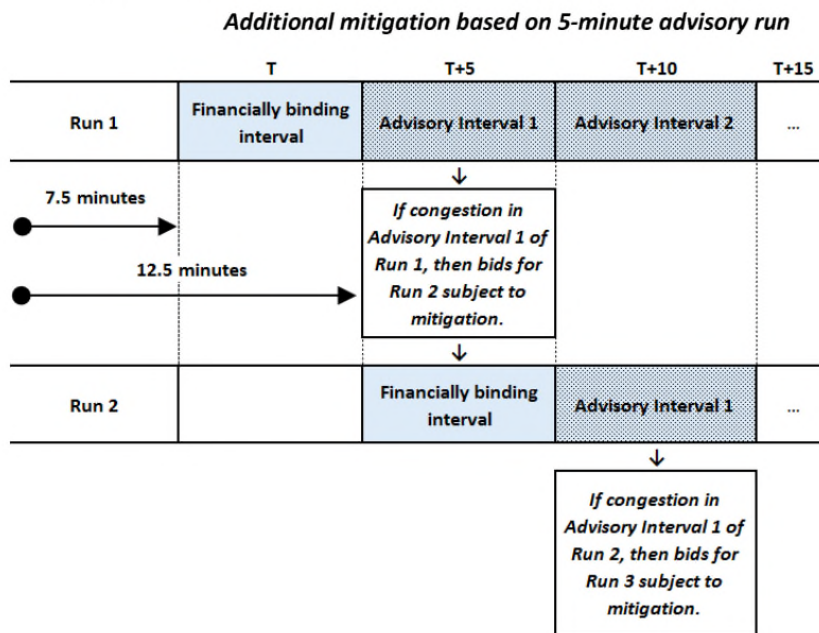 Additional mitigation based on 5-minute advisory run
T T+5 T+10 T+15
Run 1
Financially binding
interval
Advisory Interval 1
Advisory Interval 2
...
↓
7.5 minutes
12.5 minutes
If congestion in
Advisory Interval 1 of
Run 1, then bids for
Run 2 subject to
mitigation.
↓
Run 2
Financially binding
interval
Advisory Interval 1
...
↓
If congestion in
Advisory Interval 1 of
Run 2, then bids for
Run 3 subject to
mitigation.